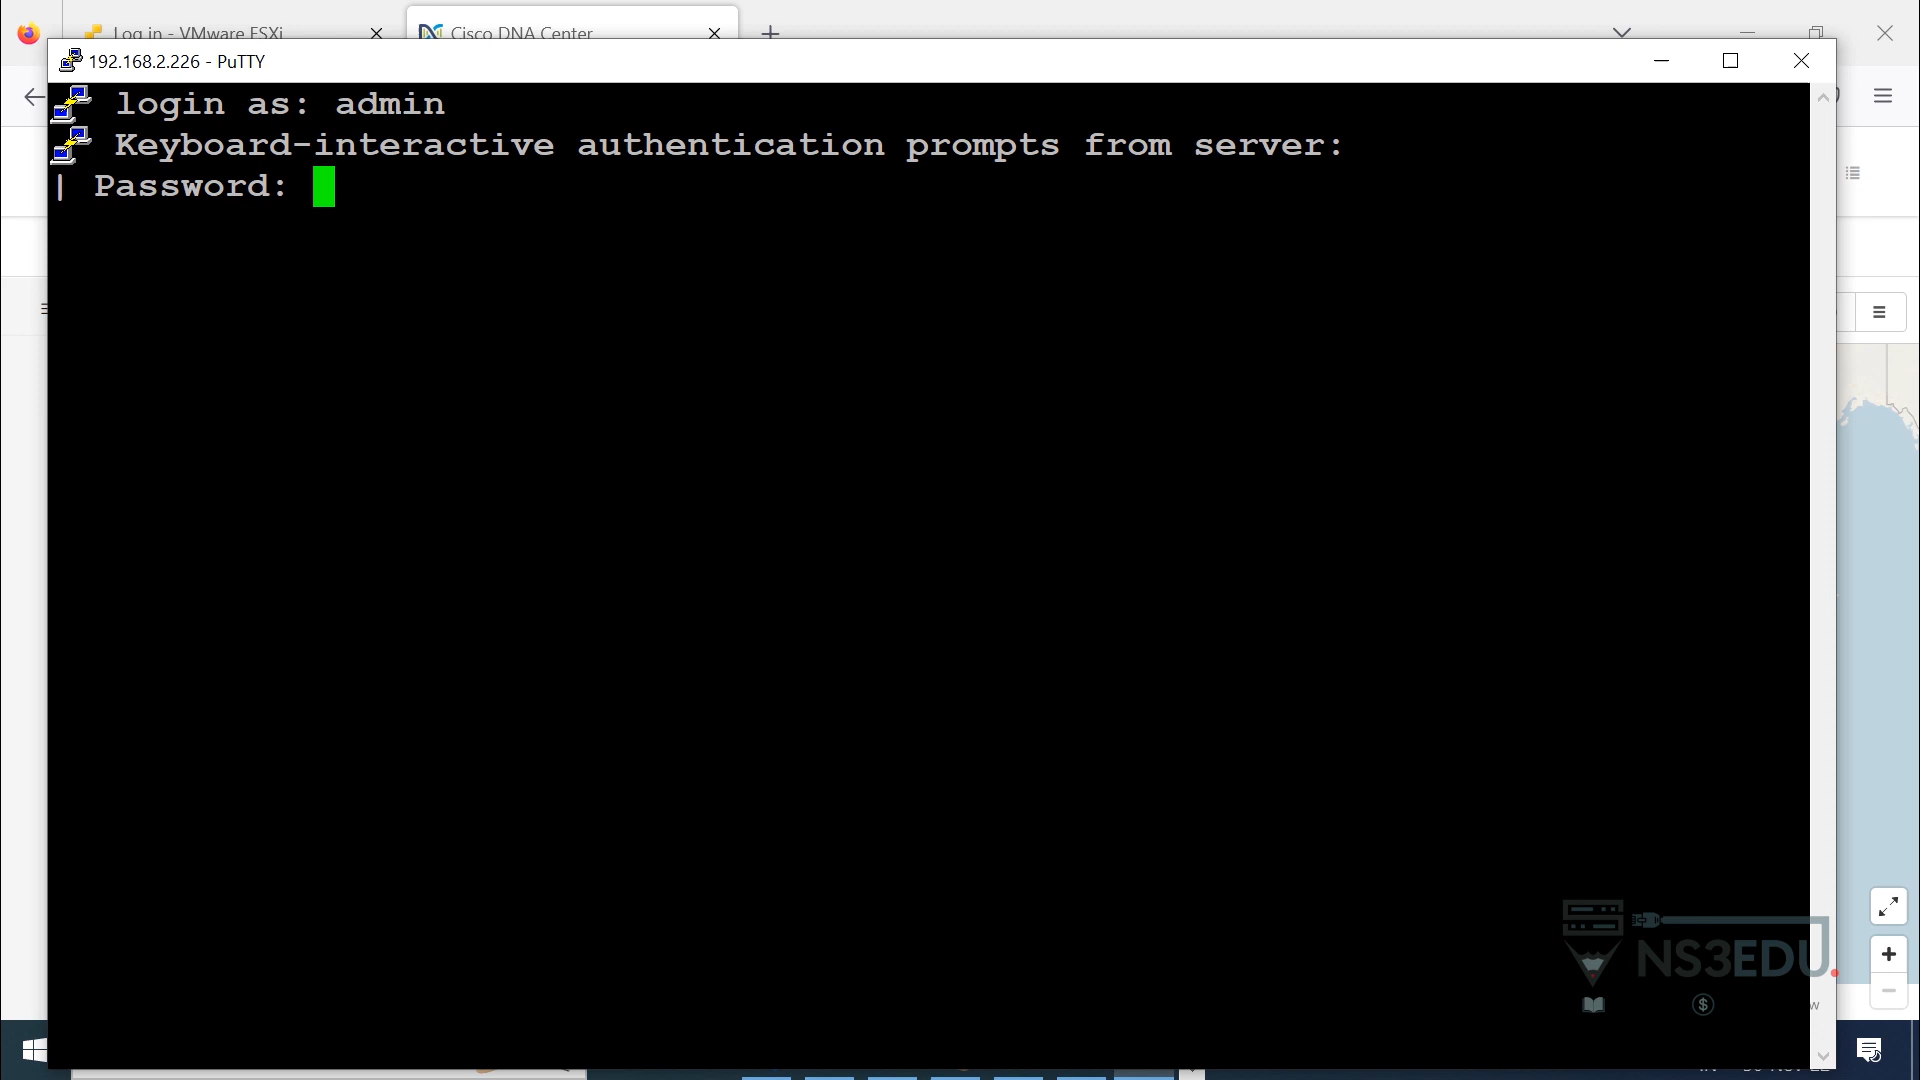 Log in - VMware ESXi
Cisco DNA Center
192.168.2.226 - PuTTY
login as: admin
Keyboard-interactive authentication prompts from server:
| Password:
NS3EDU.